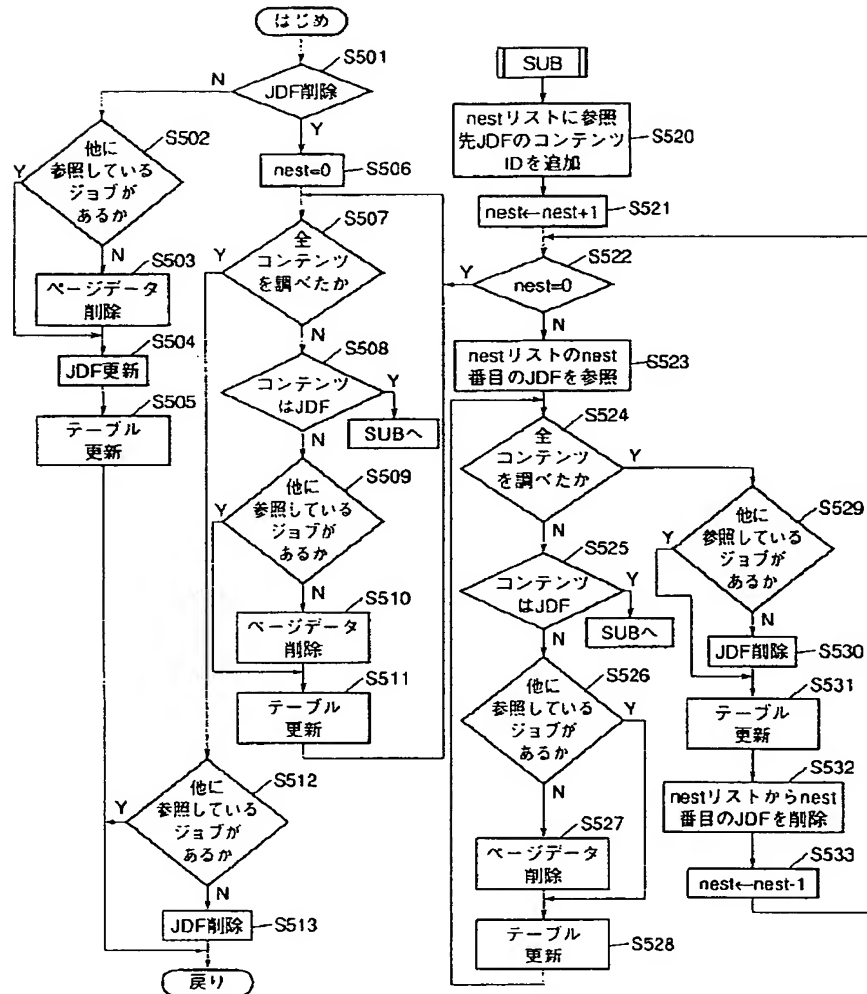 はじめ
S501
JDF削除
N
Y
S502
他に
参照している
ジョブが
あるか
Y
N
S503
ページデータ
削除
S504
JDF更新
S505
テーブル
更新
nest=0
S506
S507
全
コンテンツ
を調べたか
Y
N
S508
コンテンツ
はJDF
Y
N
SUBへ
S509
他に
参照している
ジョブが
あるか
Y
N
S510
ページデータ
削除
S511
テーブル
更新
S512
他に
参照している
ジョブが
あるか
Y
N
JDF削除
S513
戻り
SUB
nestリストに参照
先JDFのコンテンツ
IDを追加
S520
nest←nest+1
S521
S522
nest=0
Y
N
nestリストのnest
番目のJDFを参照
S523
S524
全
コンテンツ
を調べたか
Y
N
S525
コンテンツ
はJDF
Y
N
SUBへ
S526
他に
参照している
ジョブが
あるか
Y
N
S527
ページデータ
削除
テーブル
更新
S528
S529
他に
参照している
ジョブが
あるか
Y
N
JDF削除
S530
S531
テーブル
更新
S532
nestリストからnest
番目のJDFを削除
S533
nest←nest-1